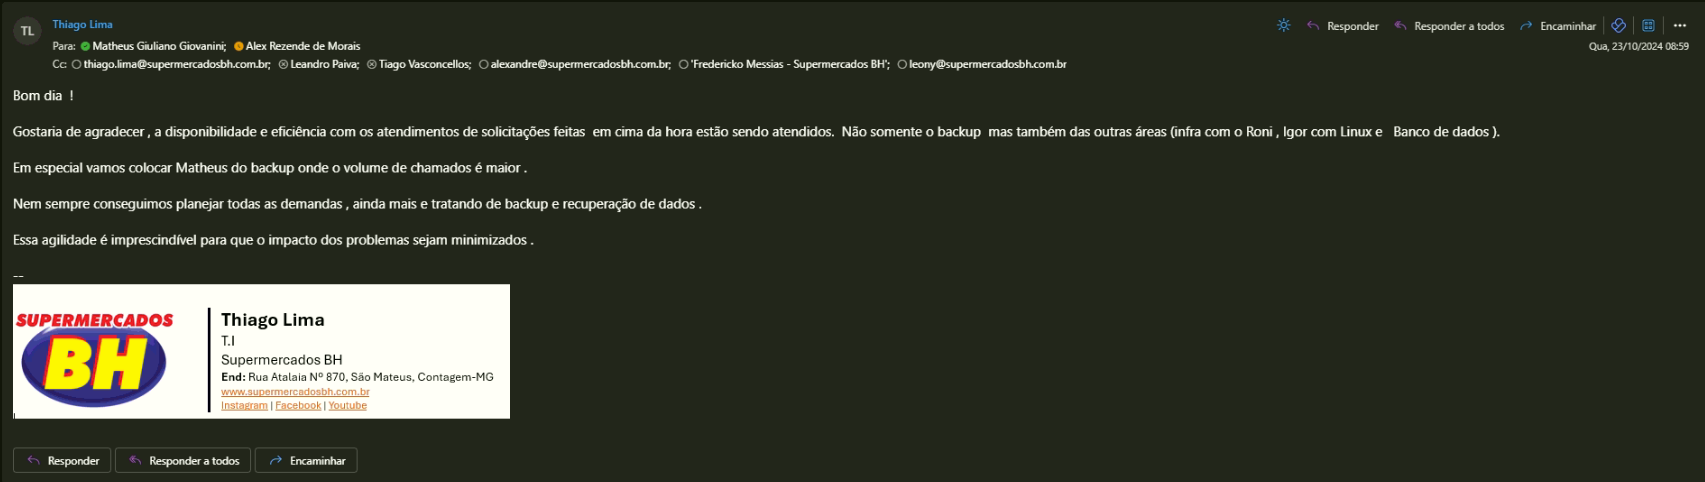 TL
Thiago Lima
Responder
Responder a todos
Encaminhar
Para: Matheus Giuliano Giovanini; Alex Rezende de Morais
Qua, 23/10/2024 08:59
Cc: thiago.lima@supermercadosbh.com.br; Leandro Paiva; Tiago Vasconcellos; alexandre@supermercadosbh.com.br; 'Fredericko Messias - Supermercados BH'; leony@supermercadosbh.com.br
Bom dia !
Gostaria de agradecer , a disponibilidade e eficiência com os atendimentos de solicitações feitas em cima da hora estão sendo atendidos. Não somente o backup mas também das outras áreas (infra com o Roni , Igor com Linux e Banco de dados ).
Em especial vamos colocar Matheus do backup onde o volume de chamados é maior .
Nem sempre conseguimos planejar todas as demandas , ainda mais e tratando de backup e recuperação de dados .
Essa agilidade é imprescindível para que o impacto dos problemas sejam minimizados .
--
SUPERMERCADOS
BH
Thiago Lima
T.I
Supermercados BH
End: Rua Atalaia Nº 870, São Mateus, Contagem-MG
www.supermercadosbh.com.br
Instagram | Facebook | Youtube
Responder
Responder a todos
Encaminhar